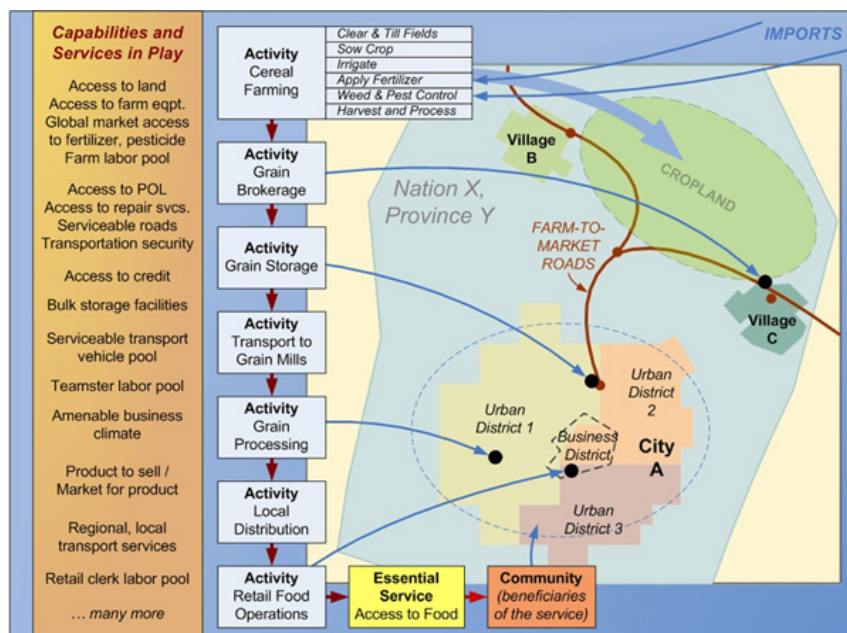 Capabilities and
Services in Play
Access to land
Access to farm eqpt.
Global market access
to fertilizer, pesticide
Farm labor pool
Access to POL
Access to repair svcs.
Serviceable roads
Transportation security
Access to credit
Bulk storage facilities
Serviceable transport
vehicle pool
Teamster labor pool
Amenable business
climate
Product to sell /
Market for product
Regional, local
transport services
Retail clerk labor pool
... many more
Activity
Cereal
Farming
Clear & Till Fields
Sow Crop
Irrigate
Apply Fertilizer
Weed & Pest Control
Harvest and Process
Activity
Grain
Brokerage
Activity
Grain Storage
Activity
Transport to
Grain Mills
Activity
Grain
Processing
Activity
Local
Distribution
Activity
Retail Food
Operations
Essential
Service
Access to Food
Community
(beneficiaries
of the service)
IMPORTS
Village
B
CROPLAND
Nation X,
Province Y
FARM-TO-
MARKET
ROADS
Village
C
Urban
District 1
Urban
District
2
Business
District
City
A
Urban
District 3